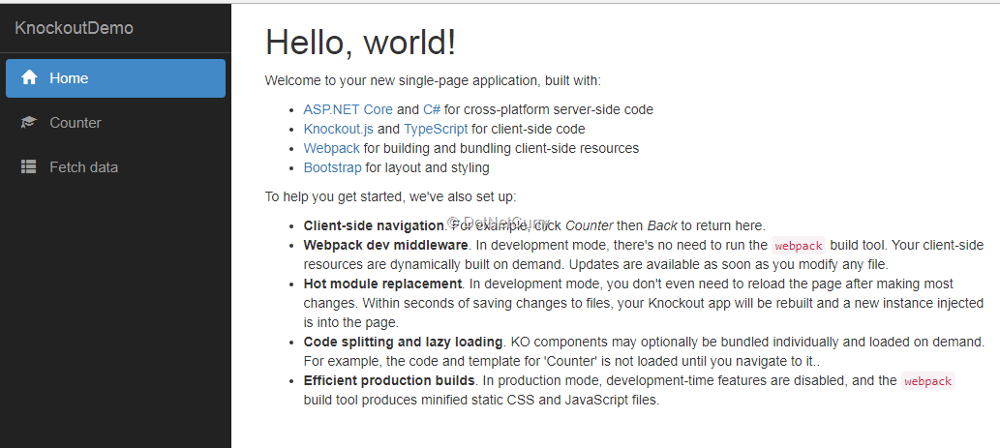 KnockoutDemo
Home
Counter
Fetch data
Hello, world!
Welcome to your new single-page application, built with:
ASP.NET Core and C# for cross-platform server-side code
Knockout.js and TypeScript for client-side code
Webpack for building and bundling client-side resources
Bootstrap for layout and styling
To help you get started, we've also set up:
Client-side navigation. For example, click Counter then Back to return here.
© DotNetCurry
Webpack dev middleware. In development mode, there's no need to run the webpack build tool. Your client-side
resources are dynamically built on demand. Updates are available as soon as you modify any file.
Hot module replacement. In development mode, you don't even need to reload the page after making most
changes. Within seconds of saving changes to files, your Knockout app will be rebuilt and a new instance injected
is into the page.
Code splitting and lazy loading. KO components may optionally be bundled individually and loaded on demand.
For example, the code and template for 'Counter' is not loaded until you navigate to it..
Efficient production builds. In production mode, development-time features are disabled, and the webpack
build tool produces minified static CSS and JavaScript files.